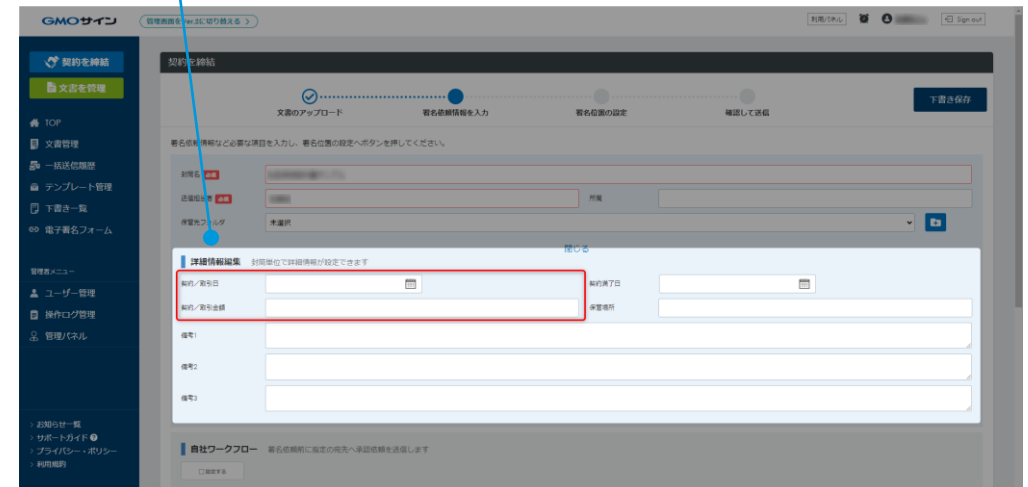 GMOサイン
管理画面をver.3に切り替える >
利用パネル
Sign out
契約を締結
文書を管理
TOP
文書管理
一括送信履歴
テンプレート管理
下書き一覧
電子署名フォーム
管理者メニュー
ユーザー管理
操作ログ管理
管理パネル
> お知らせ一覧
> サポートガイド
> プライバシー・ポリシー
> 利用規約
契約を締結
文書のアップロード
署名依頼情報を入力
署名位置の設定
確認して送信
下書き保存
署名依頼情報など必要な項目を入力し、署名位置の設定へボタンを押してください。
封筒名 必須
送信担当者 必須
所属
保管先フォルダ
未選択
閉じる
詳細情報編集 封筒単位で詳細情報が設定できます
契約／取引日
契約満了日
契約／取引金額
保管場所
備考1
備考2
備考3
自社ワークフロー 署名依頼前に指定の宛先へ承認依頼を送信します
設定する